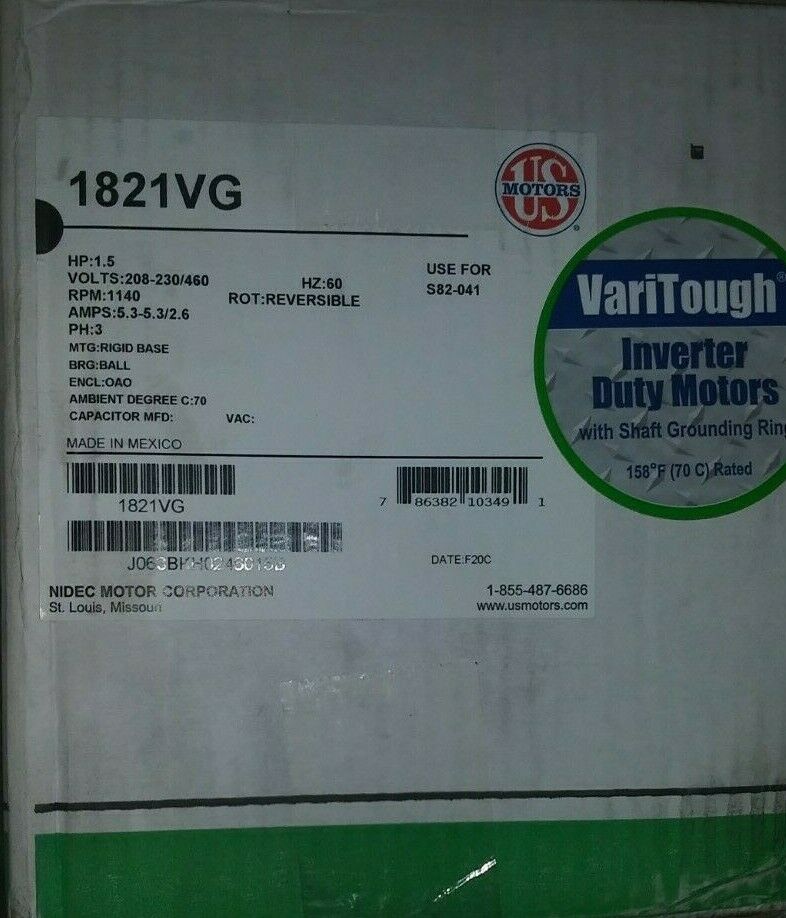 1821VG
US
MOTORS
®
HP:1.5
VOLTS:208-230/460
HZ:60
USE FOR
RPM:1140
ROT:REVERSIBLE
S82-041
AMPS:5.3-5.3/2.6
PH:3
MTG:RIGID BASE
BRG:BALL
ENCL:OAO
AMBIENT DEGREE C:70
CAPACITOR MFD:
VAC:
MADE IN MEXICO
1821VG
7 86382 10349 1
DATE:F20C
NIDEC MOTOR CORPORATION
1-855-487-6686
St. Louis, Missouri
www.usmotors.com
VariTough®
Inverter
Duty Motors
with Shaft Grounding Ring
158°F (70 C) Rated